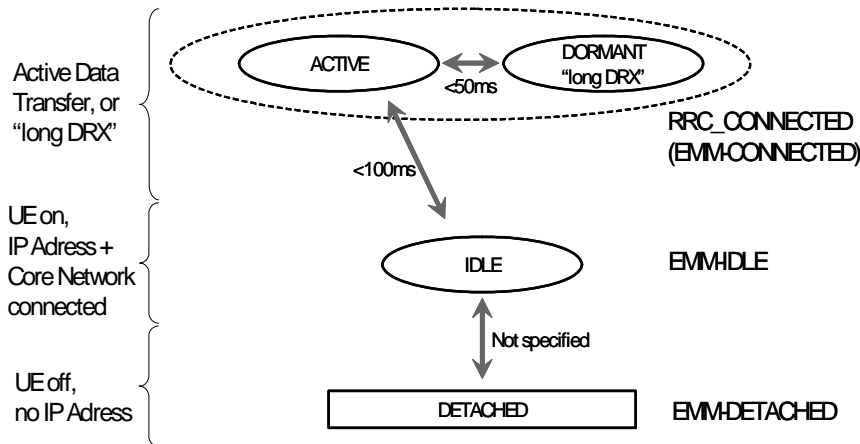 Active Data
Transfer, or
“long DRX”
ACTIVE
<50ms
DORMANT
“long DRX”
RRC_CONNECTED
(EMM-CONNECTED)
<100ms
UE on,
IP Adress +
Core Network
connected
IDLE
EMM-IDLE
Not specified
UE off,
no IP Adress
DETACHED
EMM-DETACHED